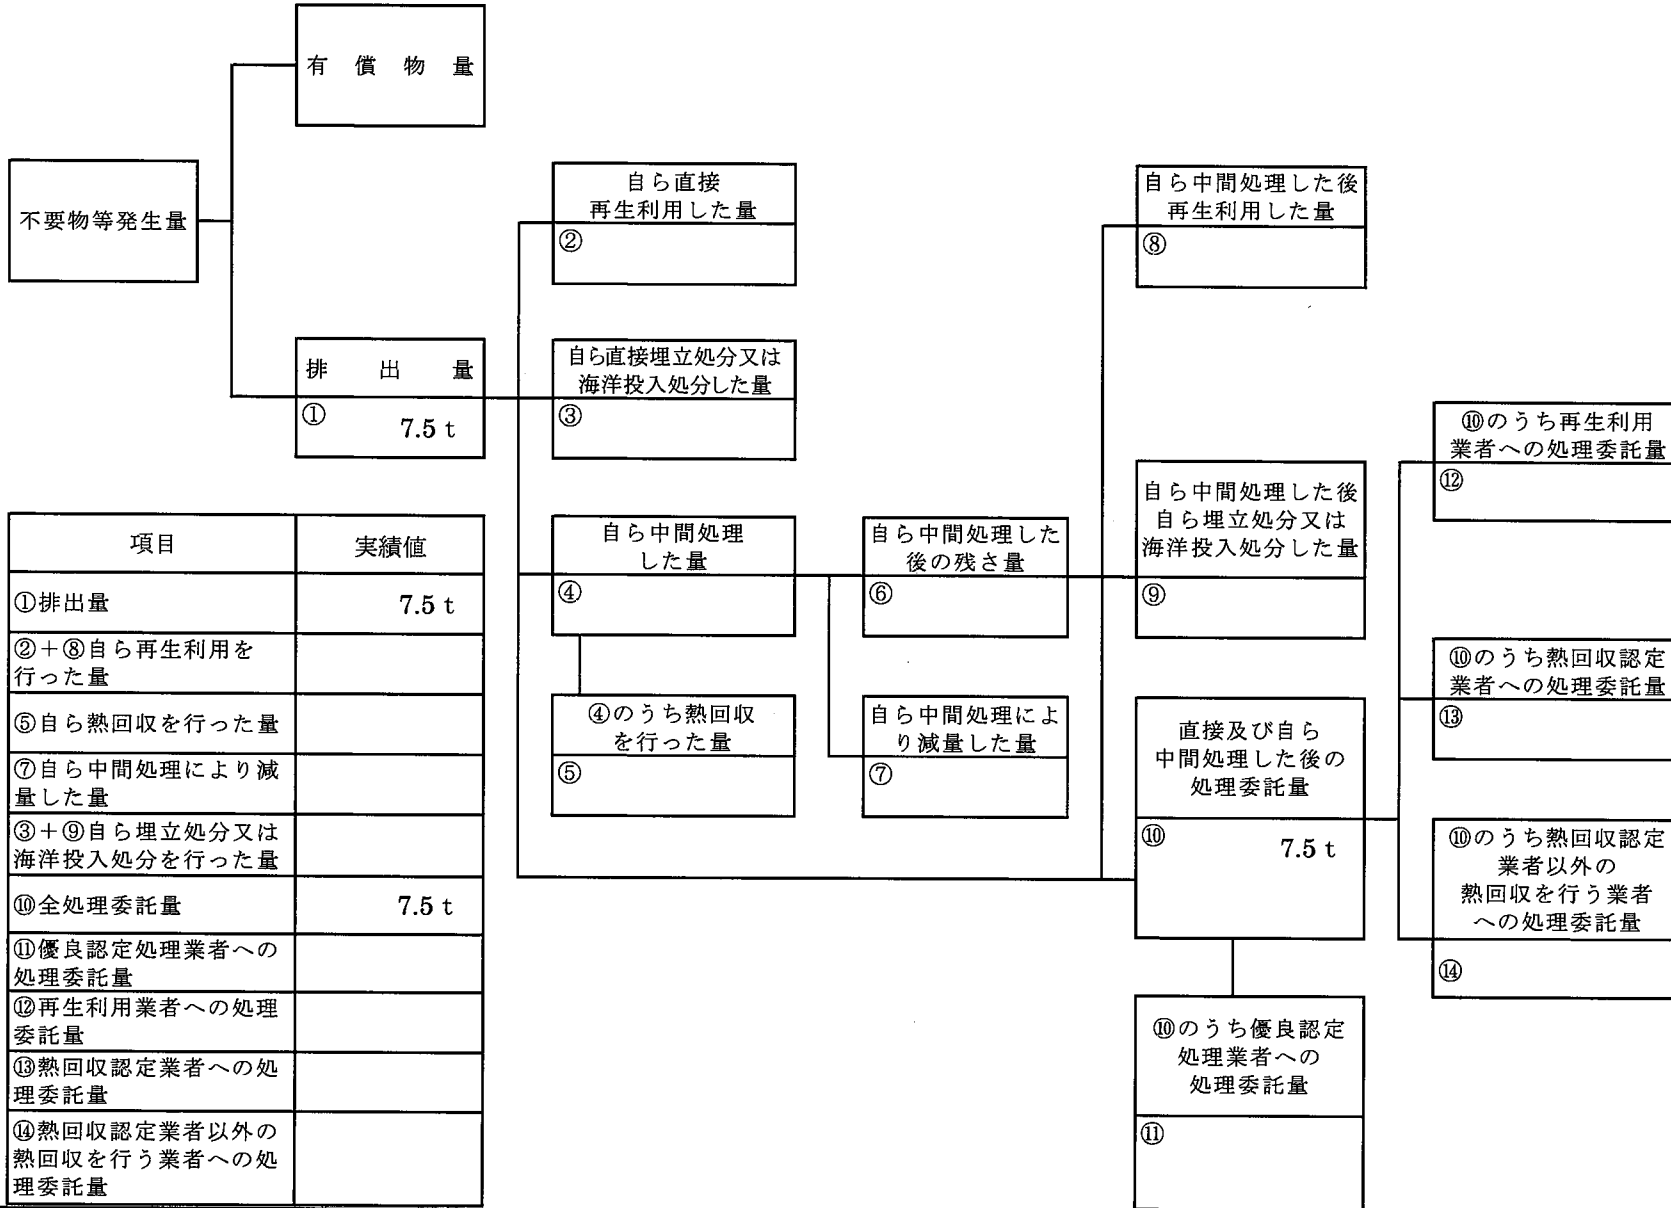 有償物量
不要物等発生量
排出量
①
7.5 t
自ら直接
再生利用した量
②
自ら直接埋立処分又は
海洋投入処分した量
③
自ら中間処理
した量
④
④のうち熱回収
を行った量
⑤
自ら中間処理した
後の残さ量
⑥
自ら中間処理によ
り減量した量
⑦
自ら中間処理した後
再生利用した量
⑧
自ら中間処理した後
自ら埋立処分又は
海洋投入処分した量
⑨
直接及び自ら
中間処理した後の
処理委託量
⑩
7.5 t
⑩のうち優良認定
処理業者への
処理委託量
⑪
⑩のうち再生利用
業者への処理委託量
⑫
⑩のうち熱回収認定
業者への処理委託量
⑬
⑩のうち熱回収認定
業者以外の
熱回収を行う業者
への処理委託量
⑭
項目 実績値
①排出量 7.5 t
②+⑧自ら再生利用を
行った量
⑤自ら熱回収を行った量
⑦自ら中間処理により減
量した量
③+⑨自ら埋立処分又は
海洋投入処分を行った量
⑩全処理委託量 7.5 t
⑪優良認定処理業者への
処理委託量
⑫再生利用業者への処理
委託量
⑬熱回収認定業者への処
理委託量
⑭熱回収認定業者以外の
熱回収を行う業者への処
理委託量